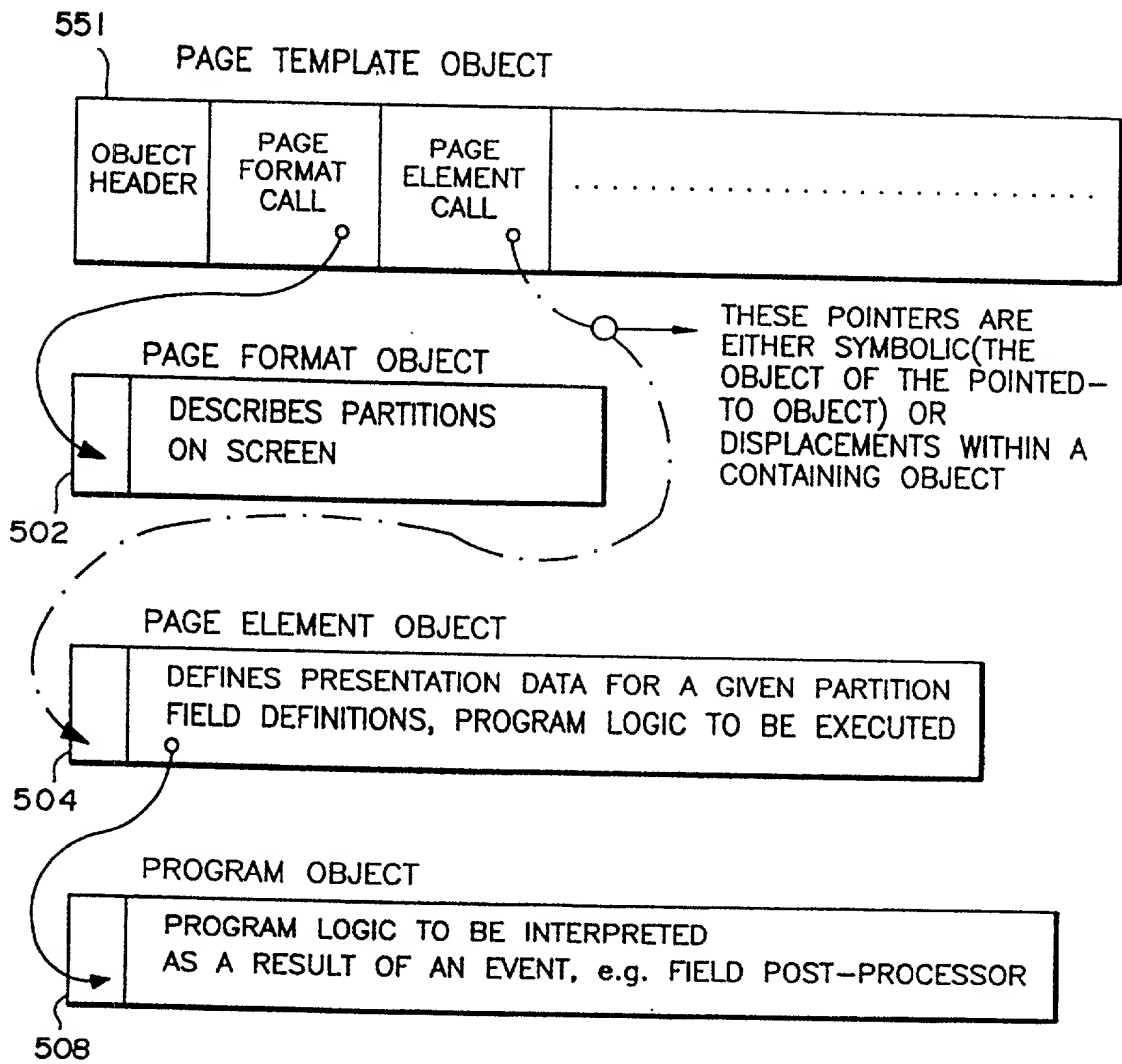 551
PAGE TEMPLATE OBJECT
OBJECT
HEADER
PAGE
FORMAT
CALL
PAGE
ELEMENT
CALL
. . . . . . . . . . . . . . . . . . . . . . . . . . . . .
THESE POINTERS ARE
EITHER SYMBOLIC(THE
OBJECT OF THE POINTED-
TO OBJECT) OR
DISPLACEMENTS WITHIN A
CONTAINING OBJECT
PAGE FORMAT OBJECT
DESCRIBES PARTITIONS
ON SCREEN
502
PAGE ELEMENT OBJECT
DEFINES PRESENTATION DATA FOR A GIVEN PARTITION
FIELD DEFINITIONS, PROGRAM LOGIC TO BE EXECUTED
504
PROGRAM OBJECT
PROGRAM LOGIC TO BE INTERPRETED
AS A RESULT OF AN EVENT, e.g. FIELD POST-PROCESSOR
508